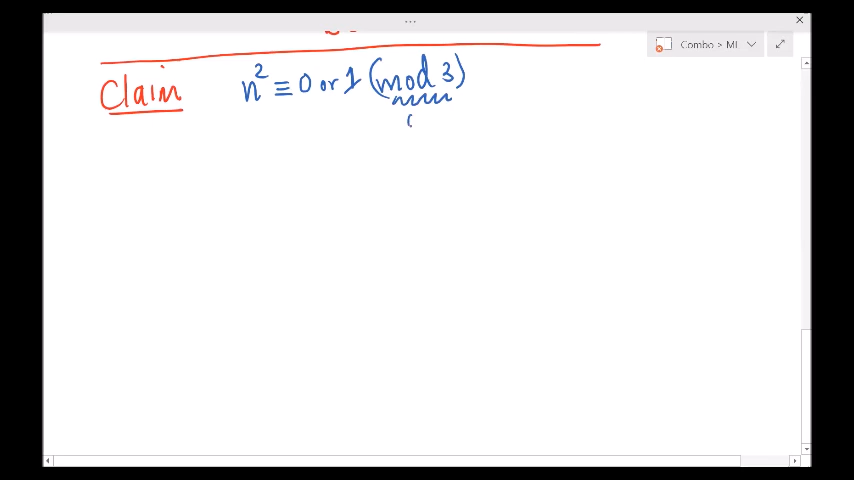 Combo > MI
Claim n² ≡ 0 or 1 (mod 3)